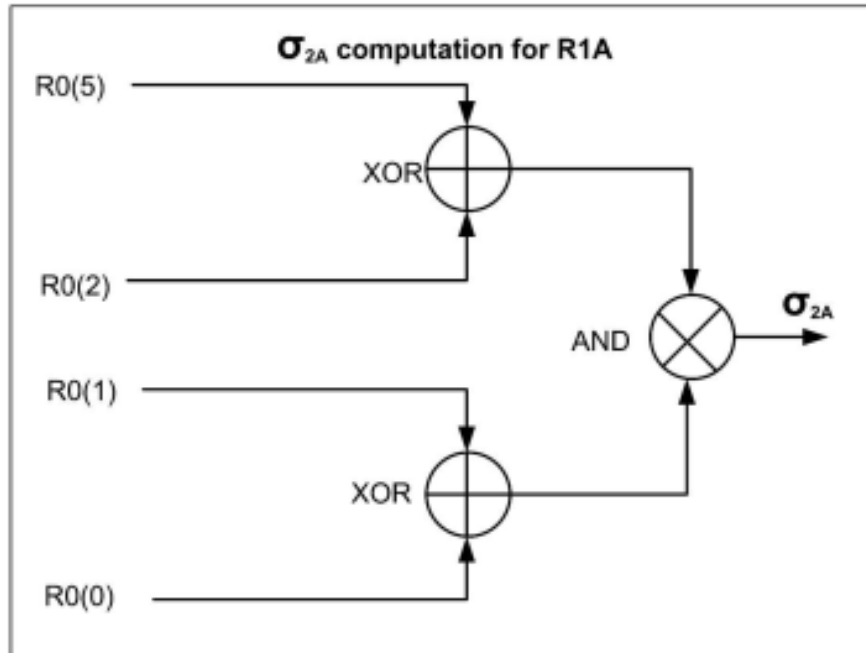 σ2A computation for R1A
R0(5)
XOR
R0(2)
σ2A
AND
R0(1)
XOR
R0(0)